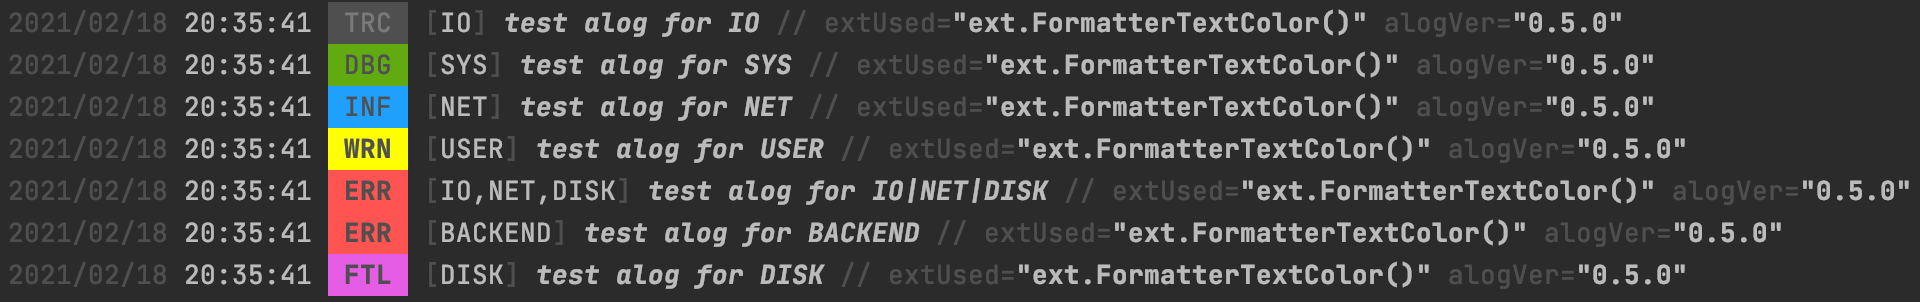 2021/02/18 20:35:41 TRC [IO] test alog for IO // extUsed="ext.FormatterTextColor()" alogVer="0.5.0"
2021/02/18 20:35:41 DBG [SYS] test alog for SYS // extUsed="ext.FormatterTextColor()" alogVer="0.5.0"
2021/02/18 20:35:41 INF [NET] test alog for NET // extUsed="ext.FormatterTextColor()" alogVer="0.5.0"
2021/02/18 20:35:41 WRN [USER] test alog for USER // extUsed="ext.FormatterTextColor()" alogVer="0.5.0"
2021/02/18 20:35:41 ERR [IO,NET,DISK] test alog for IO|NET|DISK // extUsed="ext.FormatterTextColor()" alogVer="0.5.0"
2021/02/18 20:35:41 ERR [BACKEND] test alog for BACKEND // extUsed="ext.FormatterTextColor()" alogVer="0.5.0"
2021/02/18 20:35:41 FTL [DISK] test alog for DISK // extUsed="ext.FormatterTextColor()" alogVer="0.5.0"